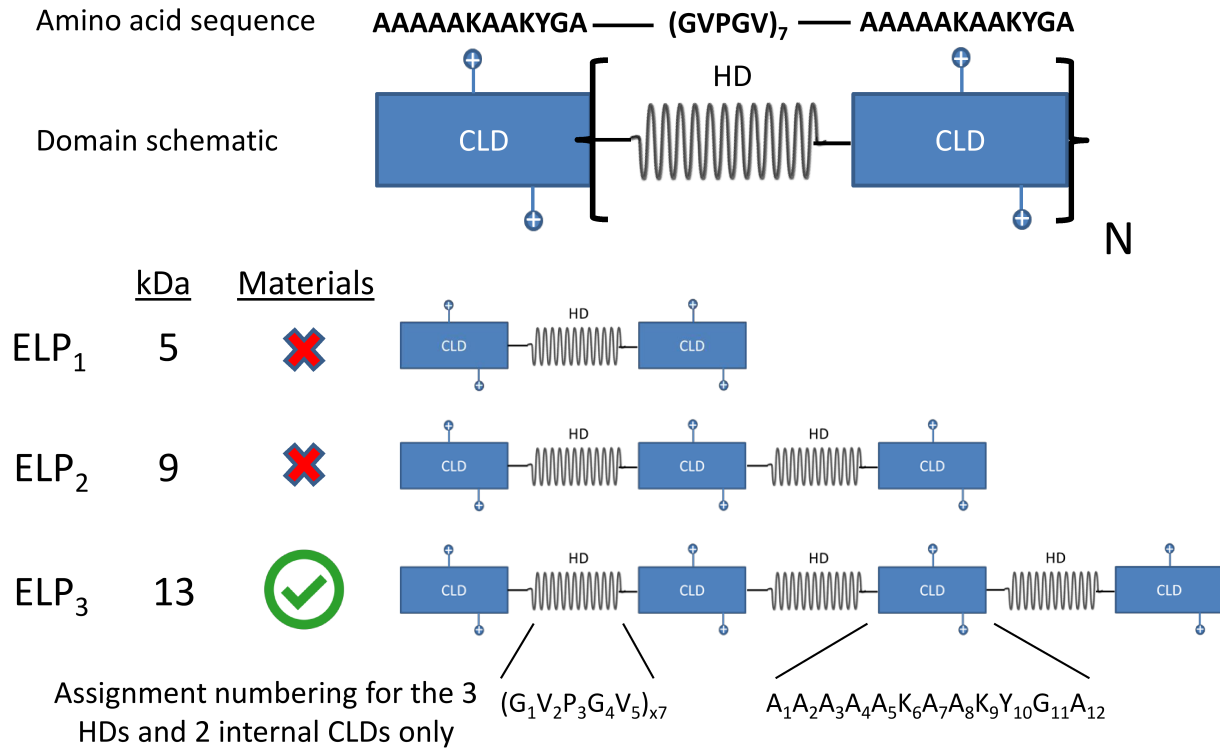 Amino acid sequence AAAAAKAAKYGA (GVPGV)₇ AAAAAKAAKYGA
HD
Domain schematic CLD CLD
N
kDa Materials
HD
ELP₁ 5 CLD CLD
HD HD
ELP₂ 9 CLD CLD CLD
HD HD HD
ELP₃ 13 CLD CLD CLD CLD
Assignment numbering for the 3
HDs and 2 internal CLDs only
(G₁V₂P₃G₄V₅)ₓ₇ A₁A₂A₃A₄A₅K₆A₇A₈K₉Y₁₀G₁₁A₁₂